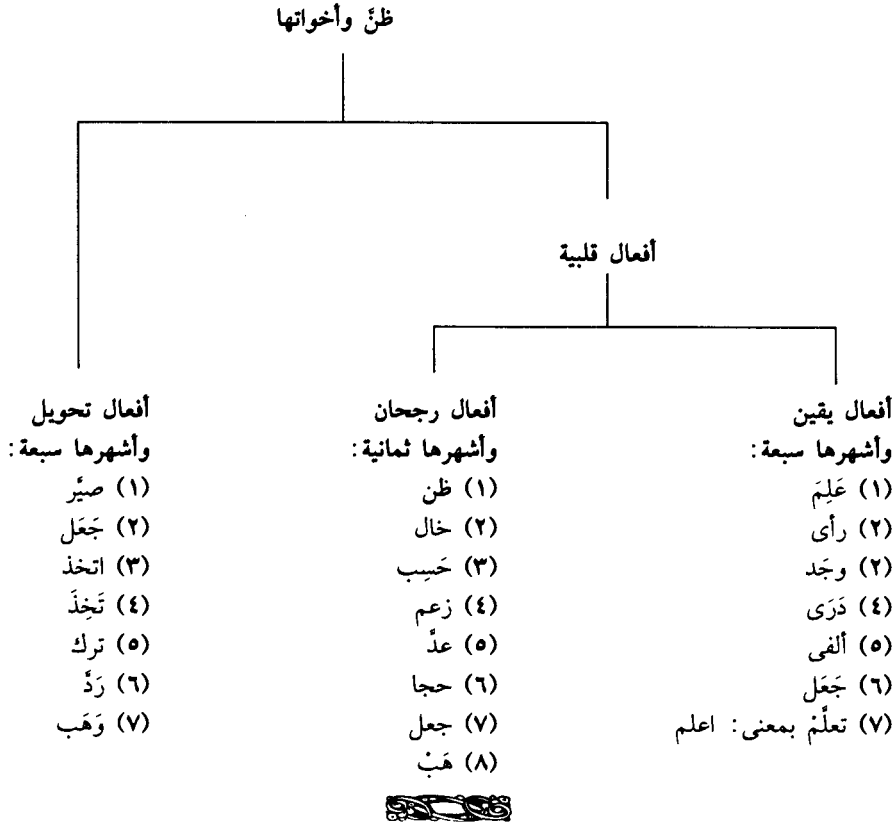 ظنَّ وأخواتها
أفعال قلبية
أفعال يقين
وأشهرها سبعة:
(١) عَلِمَ
(٢) رأى
(٢) وجَد
(٤) دَرَى
(٥) ألفى
(٦) جَعَل
(٧) تعلَّمْ بمعنى: اعلم
أفعال رجحان
وأشهرها ثمانية:
(١) ظن
(٢) خال
(٣) حَسِب
(٤) زعم
(٥) عدَّ
(٦) حجا
(٧) جعل
(٨) هَبْ
أفعال تحويل
وأشهرها سبعة:
(١) صيَّر
(٢) جَعَل
(٣) اتخذ
(٤) تَخِذَ
(٥) ترك
(٦) رَدَّ
(٧) وَهَب